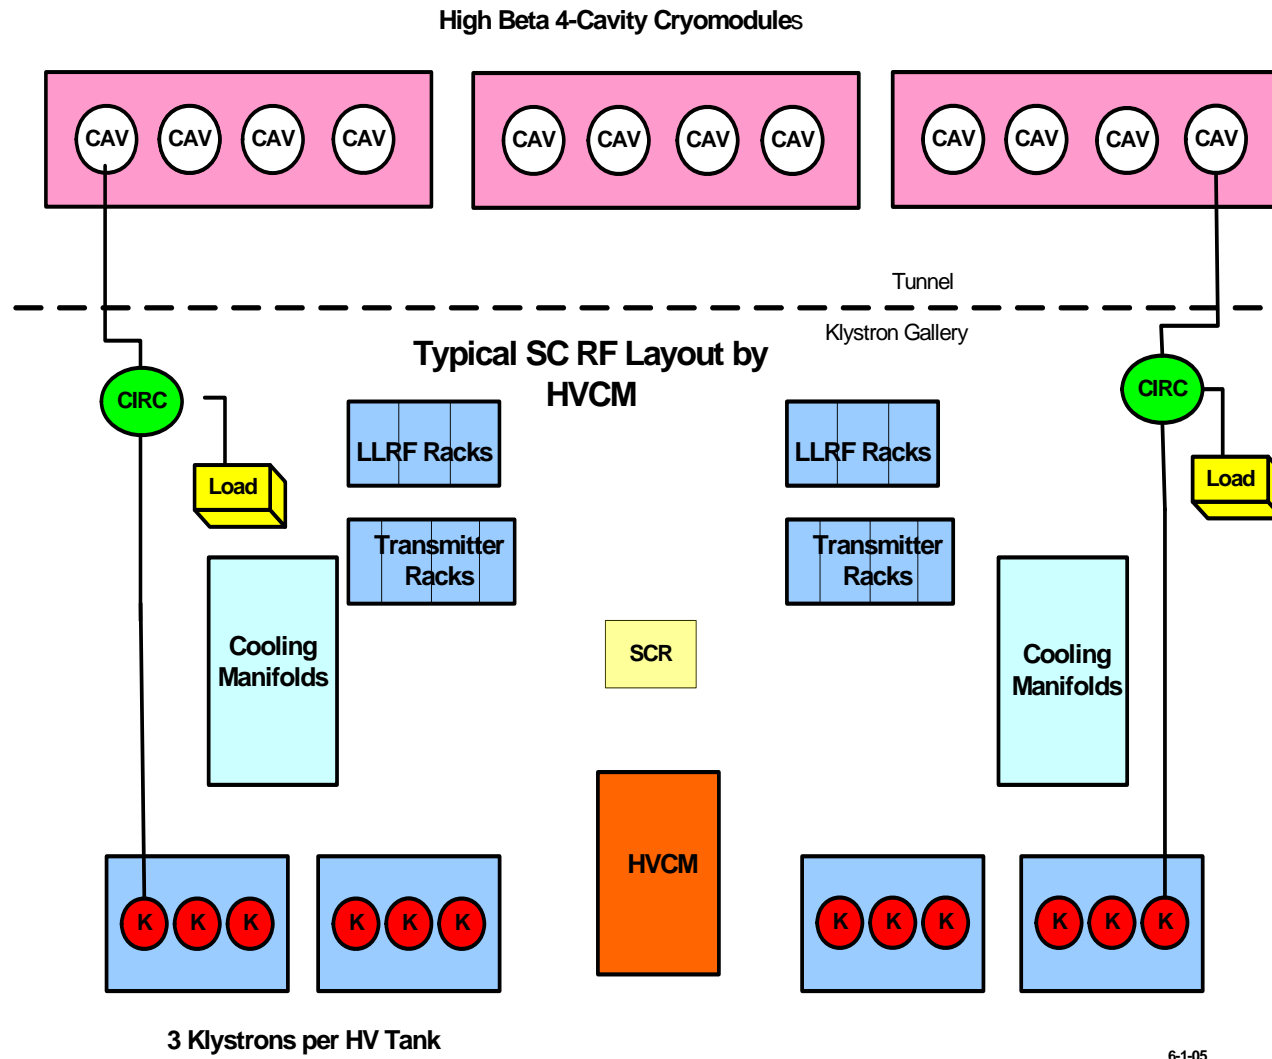 High Beta 4-Cavity Cryomodules
CAV CAV CAV CAV CAV CAV CAV CAV CAV CAV CAV CAV
Tunnel
Klystron Gallery
Typical SC RF Layout by
HVCM
CIRC
CIRC
LLRF Racks
LLRF Racks
Load
Load
Transmitter
Racks
Transmitter
Racks
Cooling
Manifolds
SCR
Cooling
Manifolds
HVCM
K K K K K K K K K K K K
3 Klystrons per HV Tank
6-1-05